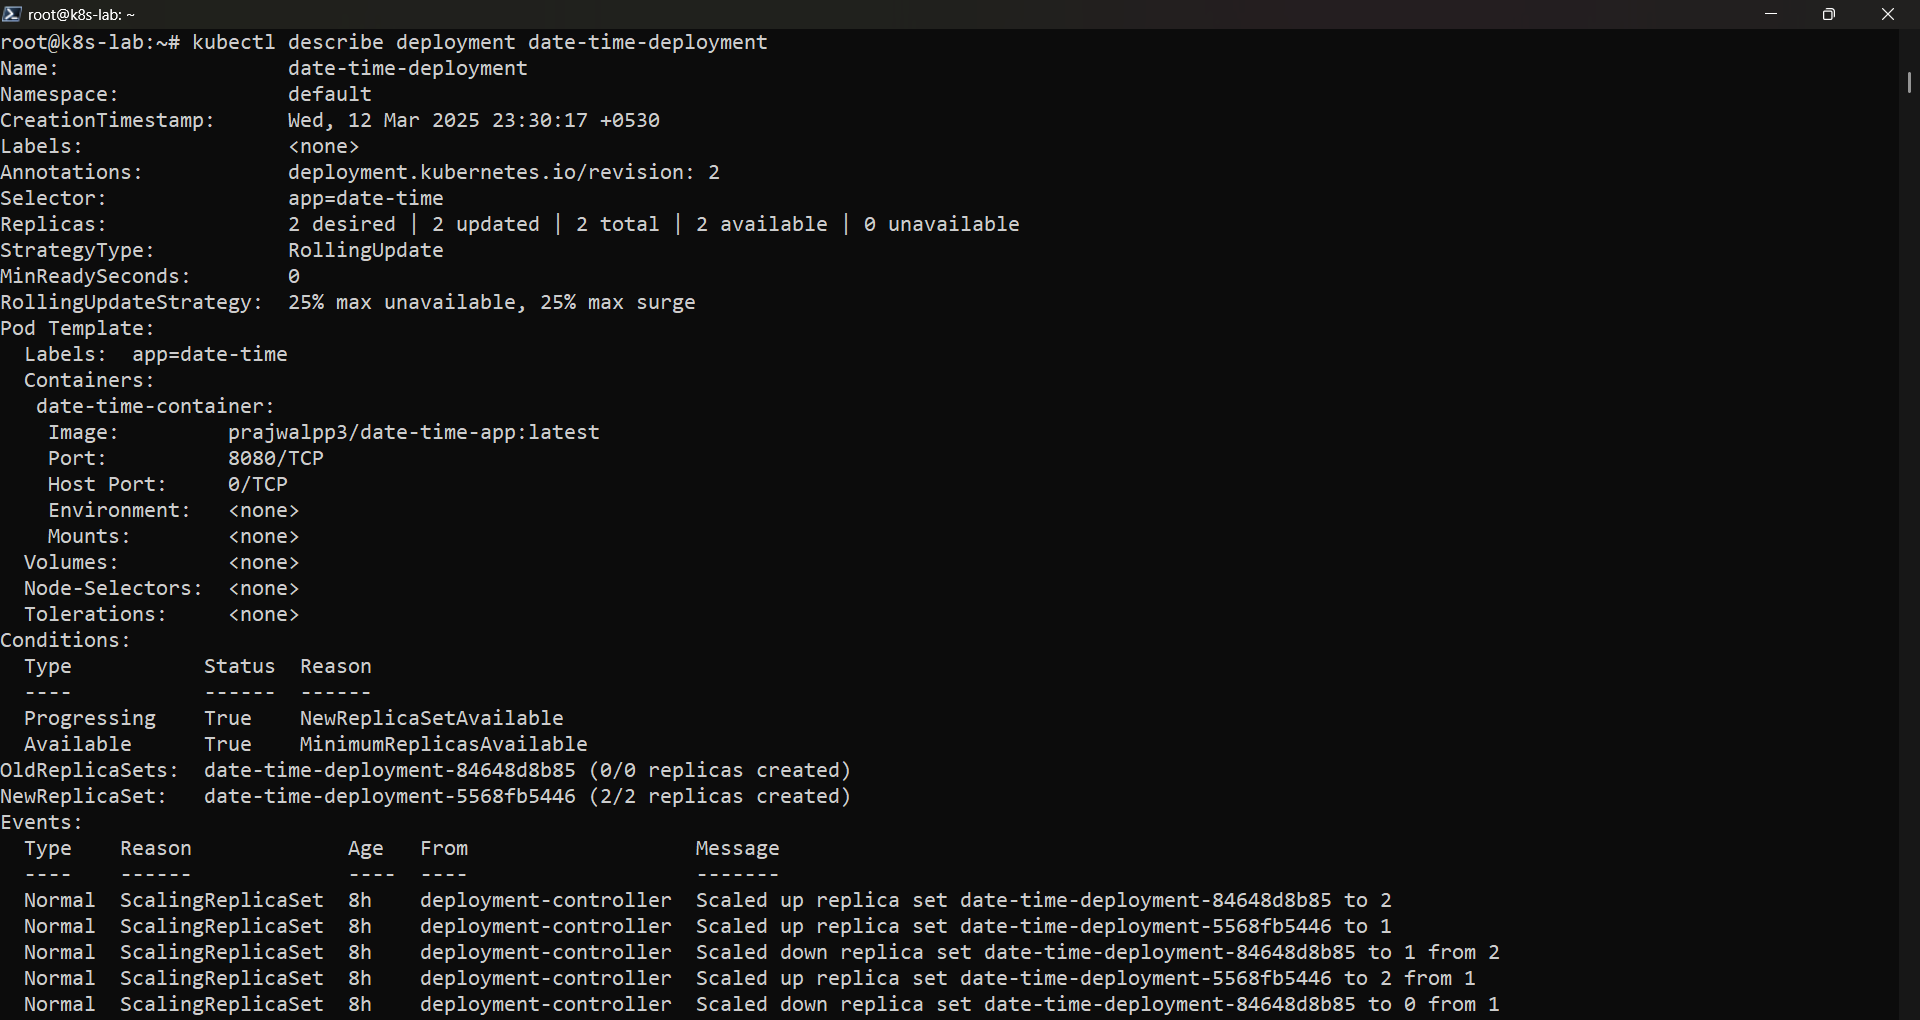 root@k8s-lab: ~
root@k8s-lab:~# kubectl describe deployment date-time-deployment
Name:                   date-time-deployment
Namespace:              default
CreationTimestamp:      Wed, 12 Mar 2025 23:30:17 +0530
Labels:                 <none>
Annotations:            deployment.kubernetes.io/revision: 2
Selector:               app=date-time
Replicas:               2 desired | 2 updated | 2 total | 2 available | 0 unavailable
StrategyType:           RollingUpdate
MinReadySeconds:        0
RollingUpdateStrategy:  25% max unavailable, 25% max surge
Pod Template:
  Labels:  app=date-time
  Containers:
   date-time-container:
    Image:         prajwalpp3/date-time-app:latest
    Port:          8080/TCP
    Host Port:     0/TCP
    Environment:   <none>
    Mounts:        <none>
  Volumes:         <none>
  Node-Selectors:  <none>
  Tolerations:     <none>
Conditions:
  Type           Status  Reason
  ----           ------  ------
  Progressing    True    NewReplicaSetAvailable
  Available      True    MinimumReplicasAvailable
OldReplicaSets:  date-time-deployment-84648d8b85 (0/0 replicas created)
NewReplicaSet:   date-time-deployment-5568fb5446 (2/2 replicas created)
Events:
  Type    Reason             Age   From                   Message
  ----    ------             ----  ----                   -------
  Normal  ScalingReplicaSet  8h    deployment-controller  Scaled up replica set date-time-deployment-84648d8b85 to 2
  Normal  ScalingReplicaSet  8h    deployment-controller  Scaled up replica set date-time-deployment-5568fb5446 to 1
  Normal  ScalingReplicaSet  8h    deployment-controller  Scaled down replica set date-time-deployment-84648d8b85 to 1 from 2
  Normal  ScalingReplicaSet  8h    deployment-controller  Scaled up replica set date-time-deployment-5568fb5446 to 2 from 1
  Normal  ScalingReplicaSet  8h    deployment-controller  Scaled down replica set date-time-deployment-84648d8b85 to 0 from 1